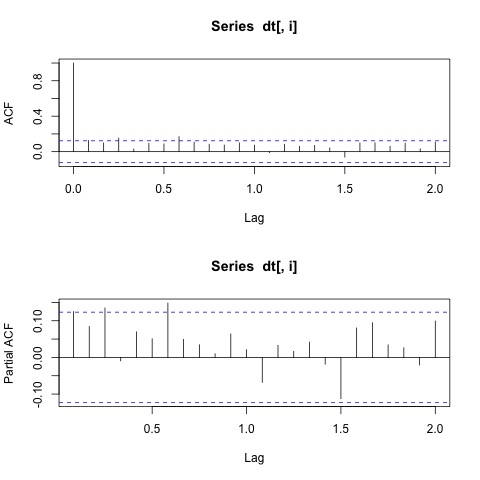 Series dt[, i]
ACF
0.0 0.4 0.8
0.0 0.5 1.0 1.5 2.0
Lag
Series dt[, i]
Partial ACF
-0.10 0.00 0.10
0.5 1.0 1.5 2.0
Lag